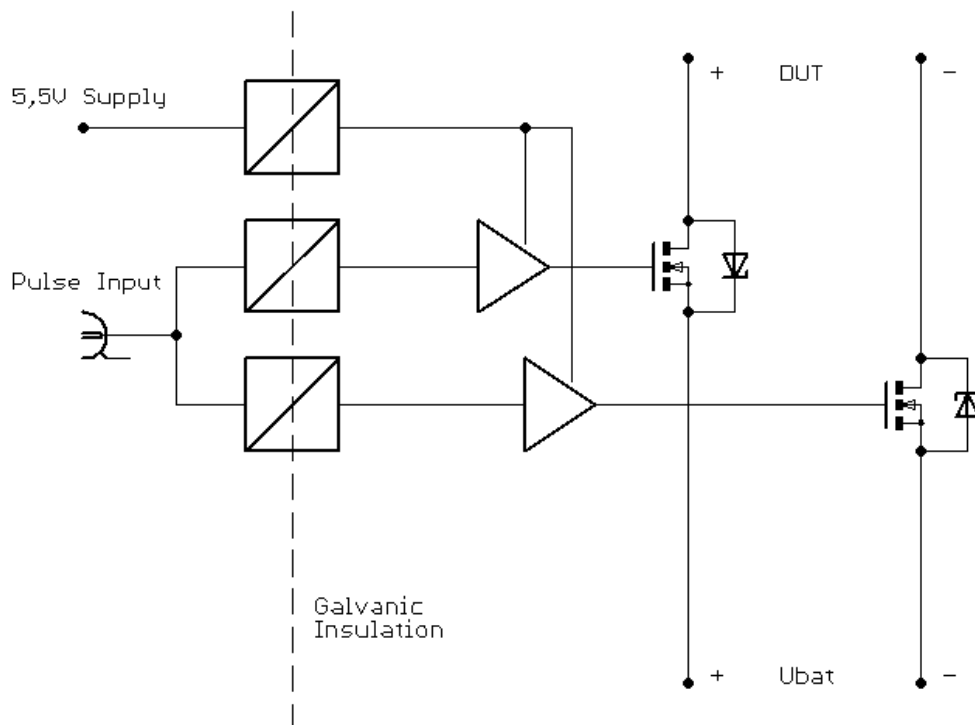 + DUT -
5,5V Supply
Pulse Input
Galvanic
Insulation
+ Ubat -